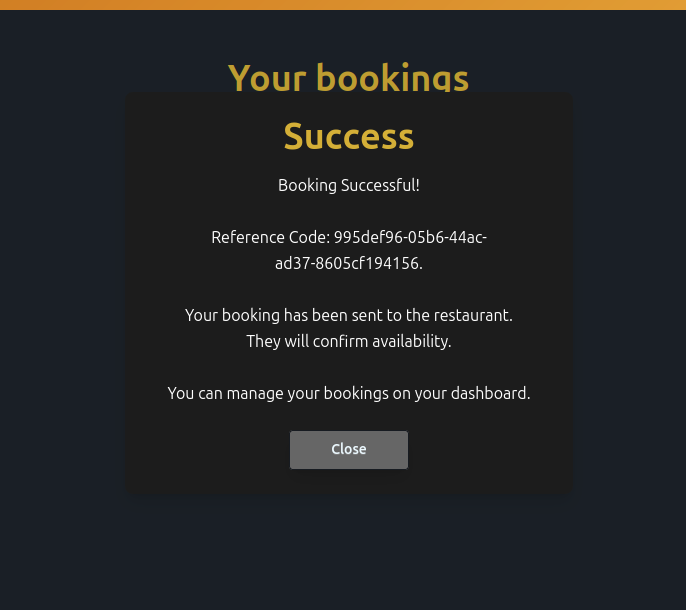 Your bookings
Success
Booking Successful!
Reference Code: 995def96-05b6-44ac-
ad37-8605cf194156.
Your booking has been sent to the restaurant.
They will confirm availability.
You can manage your bookings on your dashboard.
Close